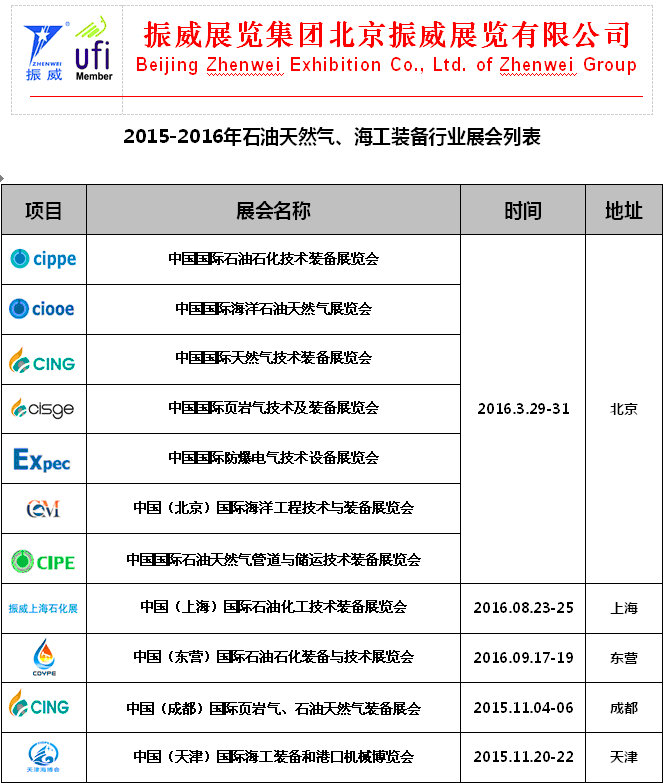 ZHENWEI
振威
ufi
Member
振威展览集团北京振威展览有限公司
Beijing Zhenwei Exhibition Co., Ltd. of Zhenwei Group
2015-2016年石油天然气、海工装备行业展会列表
项目 展会名称 时间 地址
cippe 中国国际石油石化技术装备展览会
ciooe 中国国际海洋石油天然气展览会
CING 中国国际天然气技术装备展览会
cisge 中国国际页岩气技术及装备展览会 2016.3.29-31 北京
Expec 中国国际防爆电气技术设备展览会
CM 中国（北京）国际海洋工程技术与装备展览会
CIPE 中国国际石油天然气管道与储运技术装备展览会
振威上海石化展 中国（上海）国际石油化工技术装备展览会 2016.08.23-25 上海
CDYPE 中国（东营）国际石油石化装备与技术展览会 2016.09.17-19 东营
CING 中国（成都）国际页岩气、石油天然气装备展会 2015.11.04-06 成都
天津海博会 中国（天津）国际海工装备和港口机械博览会 2015.11.20-22 天津